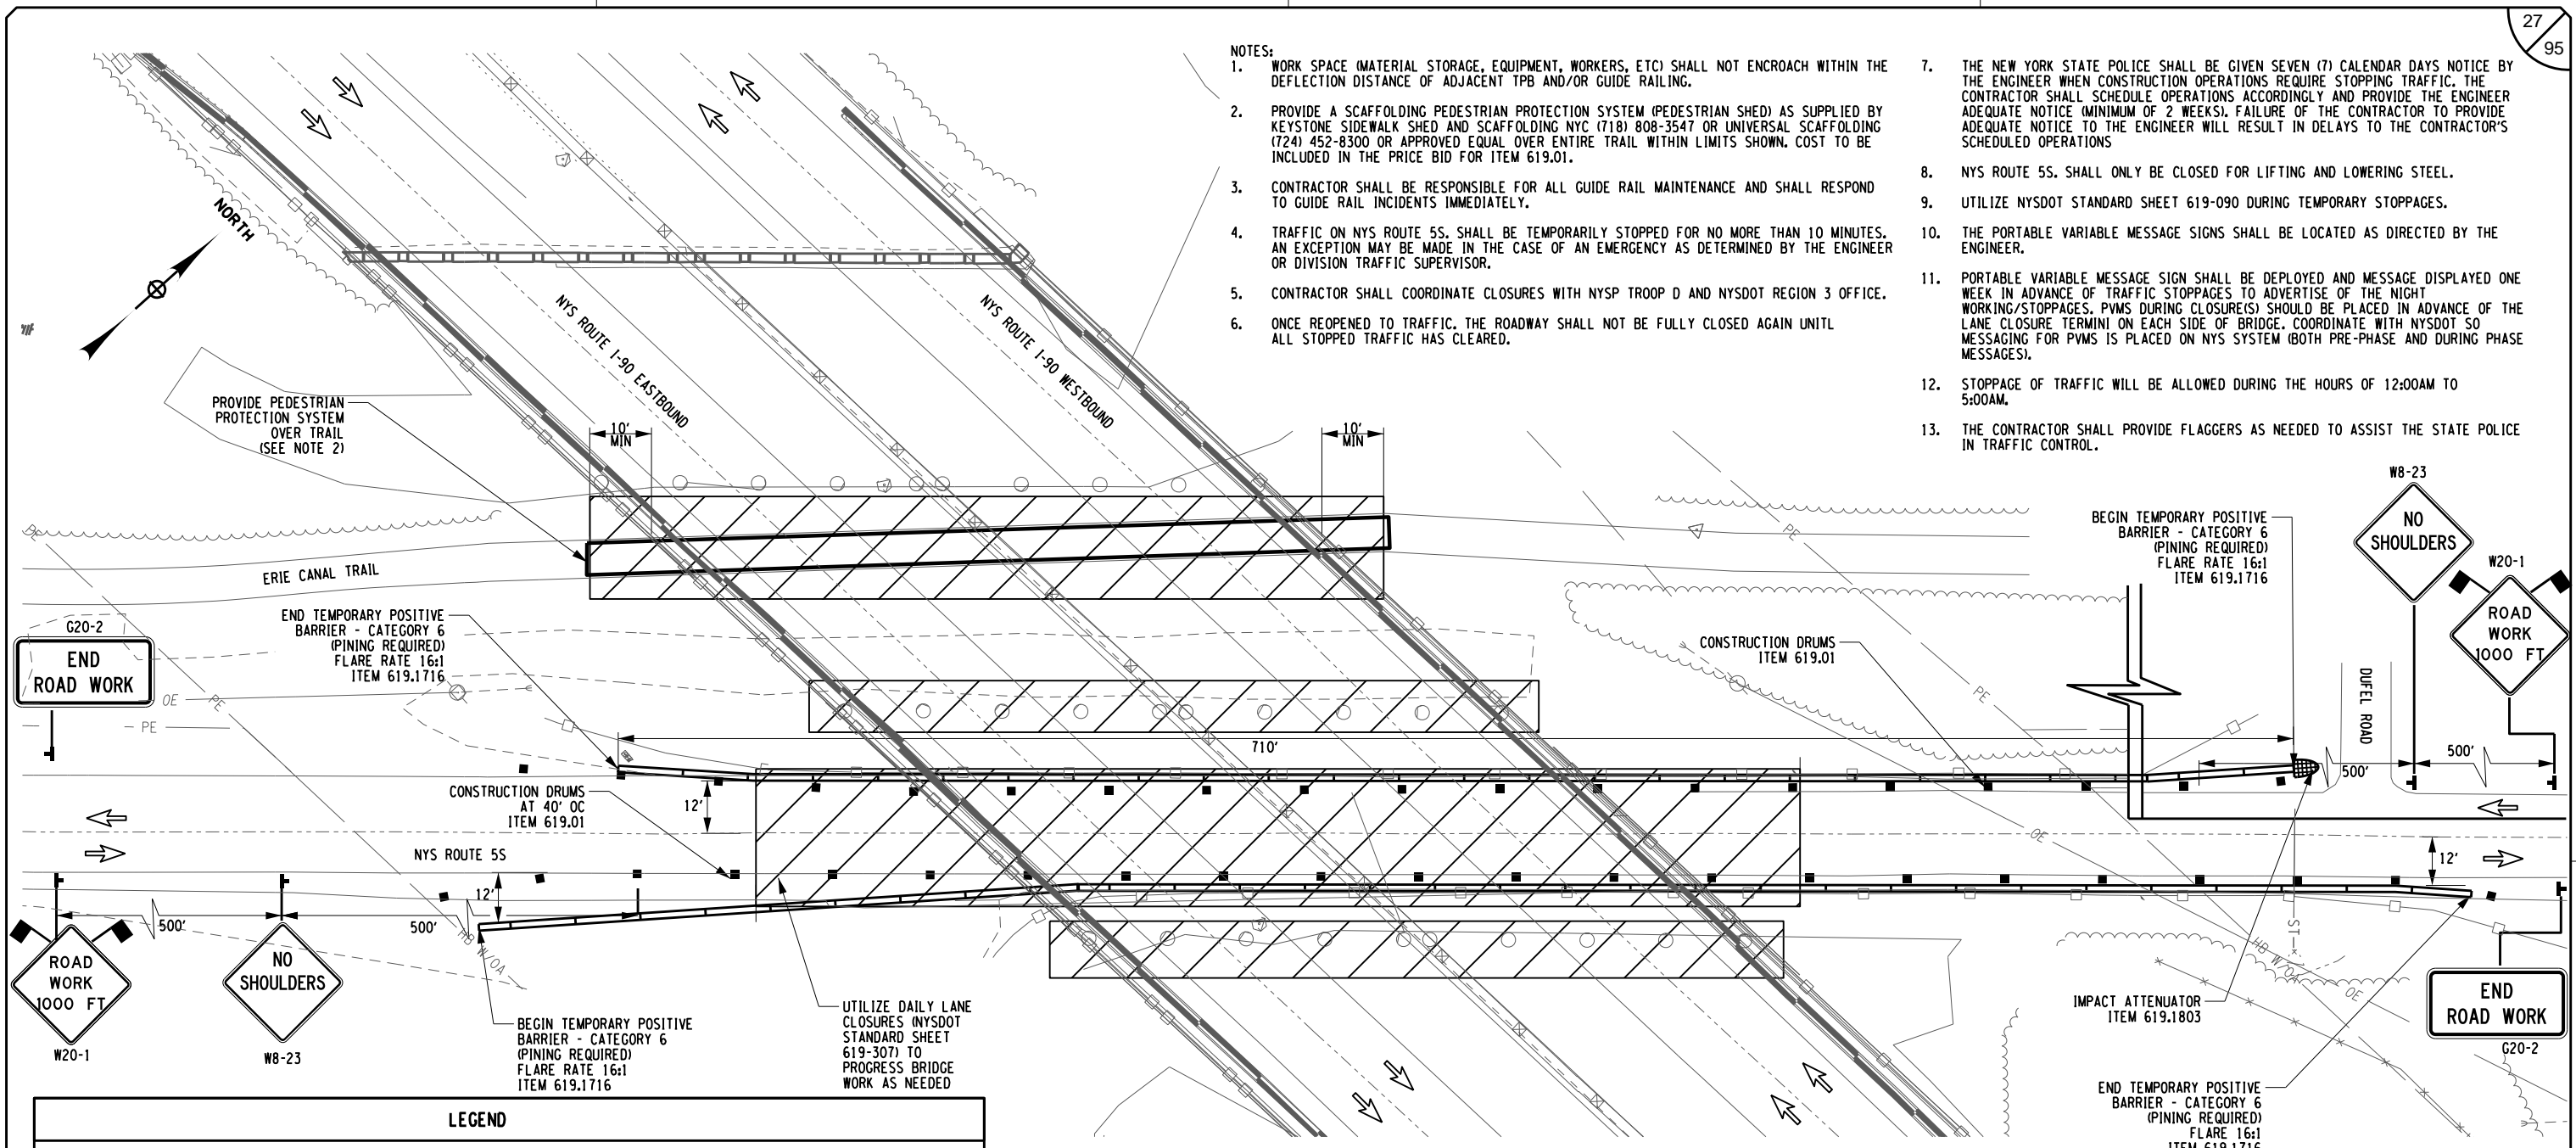 27
95
NOTES:
1. WORK SPACE (MATERIAL STORAGE, EQUIPMENT, WORKERS, ETC) SHALL NOT ENCROACH WITHIN THE
DEFLECTION DISTANCE OF ADJACENT TPB AND/OR GUIDE RAILING.
2. PROVIDE A SCAFFOLDING PEDESTRIAN PROTECTION SYSTEM (PEDESTRIAN SHED) AS SUPPLIED BY
KEYSTONE SIDEWALK SHED AND SCAFFOLDING NYC (718) 808-3547 OR UNIVERSAL SCAFFOLDING
(724) 452-8300 OR APPROVED EQUAL OVER ENTIRE TRAIL WITHIN LIMITS SHOWN. COST TO BE
INCLUDED IN THE PRICE BID FOR ITEM 619.01.
3. CONTRACTOR SHALL BE RESPONSIBLE FOR ALL GUIDE RAIL MAINTENANCE AND SHALL RESPOND
TO GUIDE RAIL INCIDENTS IMMEDIATELY.
4. TRAFFIC ON NYS ROUTE 5S. SHALL BE TEMPORARILY STOPPED FOR NO MORE THAN 10 MINUTES.
AN EXCEPTION MAY BE MADE IN THE CASE OF AN EMERGENCY AS DETERMINED BY THE ENGINEER
OR DIVISION TRAFFIC SUPERVISOR.
5. CONTRACTOR SHALL COORDINATE CLOSURES WITH NYSP TROOP D AND NYSDOT REGION 3 OFFICE.
6. ONCE REOPENED TO TRAFFIC. THE ROADWAY SHALL NOT BE FULLY CLOSED AGAIN UNITL
ALL STOPPED TRAFFIC HAS CLEARED.
7. THE NEW YORK STATE POLICE SHALL BE GIVEN SEVEN (7) CALENDAR DAYS NOTICE BY
THE ENGINEER WHEN CONSTRUCTION OPERATIONS REQUIRE STOPPING TRAFFIC. THE
CONTRACTOR SHALL SCHEDULE OPERATIONS ACCORDINGLY AND PROVIDE THE ENGINEER
ADEQUATE NOTICE (MINIMUM OF 2 WEEKS). FAILURE OF THE CONTRACTOR TO PROVIDE
ADEQUATE NOTICE TO THE ENGINEER WILL RESULT IN DELAYS TO THE CONTRACTOR'S
SCHEDULED OPERATIONS
8. NYS ROUTE 5S. SHALL ONLY BE CLOSED FOR LIFTING AND LOWERING STEEL.
9. UTILIZE NYSDOT STANDARD SHEET 619-090 DURING TEMPORARY STOPPAGES.
10. THE PORTABLE VARIABLE MESSAGE SIGNS SHALL BE LOCATED AS DIRECTED BY THE
ENGINEER.
11. PORTABLE VARIABLE MESSAGE SIGN SHALL BE DEPLOYED AND MESSAGE DISPLAYED ONE
WEEK IN ADVANCE OF TRAFFIC STOPPAGES TO ADVERTISE OF THE NIGHT
WORKING/STOPPAGES. PVMS DURING CLOSURE(S) SHOULD BE PLACED IN ADVANCE OF THE
LANE CLOSURE TERMINI ON EACH SIDE OF BRIDGE. COORDINATE WITH NYSDOT SO
MESSAGING FOR PVMS IS PLACED ON NYS SYSTEM (BOTH PRE-PHASE AND DURING PHASE
MESSAGES).
12. STOPPAGE OF TRAFFIC WILL BE ALLOWED DURING THE HOURS OF 12:00AM TO
5:00AM.
13. THE CONTRACTOR SHALL PROVIDE FLAGGERS AS NEEDED TO ASSIST THE STATE POLICE
IN TRAFFIC CONTROL.
NORTH
NYS ROUTE I-90 EASTBOUND
NYS ROUTE I-90 WESTBOUND
PROVIDE PEDESTRIAN
PROTECTION SYSTEM
OVER TRAIL
(SEE NOTE 2)
10'
MIN
10'
MIN
PE
ERIE CANAL TRAIL
PE
BEGIN TEMPORARY POSITIVE
BARRIER - CATEGORY 6
(PINING REQUIRED)
FLARE RATE 16:1
ITEM 619.1716
W8-23
NO
SHOULDERS
W20-1
ROAD
WORK
1000 FT
G20-2
END
ROAD WORK
END TEMPORARY POSITIVE
BARRIER - CATEGORY 6
(PINING REQUIRED)
FLARE RATE 16:1
ITEM 619.1716
CONSTRUCTION DRUMS
ITEM 619.01
OE
PE
PE
PE
DUFEL ROAD
710'
500'
500'
CONSTRUCTION DRUMS
AT 40' OC
ITEM 619.01
12'
OE
NYS ROUTE 5S
12'
12'
500'
500'
HB W/OA
ST
HB W/OA
OE
ROAD
WORK
1000 FT
W20-1
NO
SHOULDERS
W8-23
BEGIN TEMPORARY POSITIVE
BARRIER - CATEGORY 6
(PINING REQUIRED)
FLARE RATE 16:1
ITEM 619.1716
UTILIZE DAILY LANE
CLOSURES (NYSDOT
STANDARD SHEET
619-307) TO
PROGRESS BRIDGE
WORK AS NEEDED
IMPACT ATTENUATOR
ITEM 619.1803
END
ROAD WORK
G20-2
END TEMPORARY POSITIVE
BARRIER - CATEGORY 6
(PINING REQUIRED)
FLARE 16:1
ITEM 619.1716
LEGEND